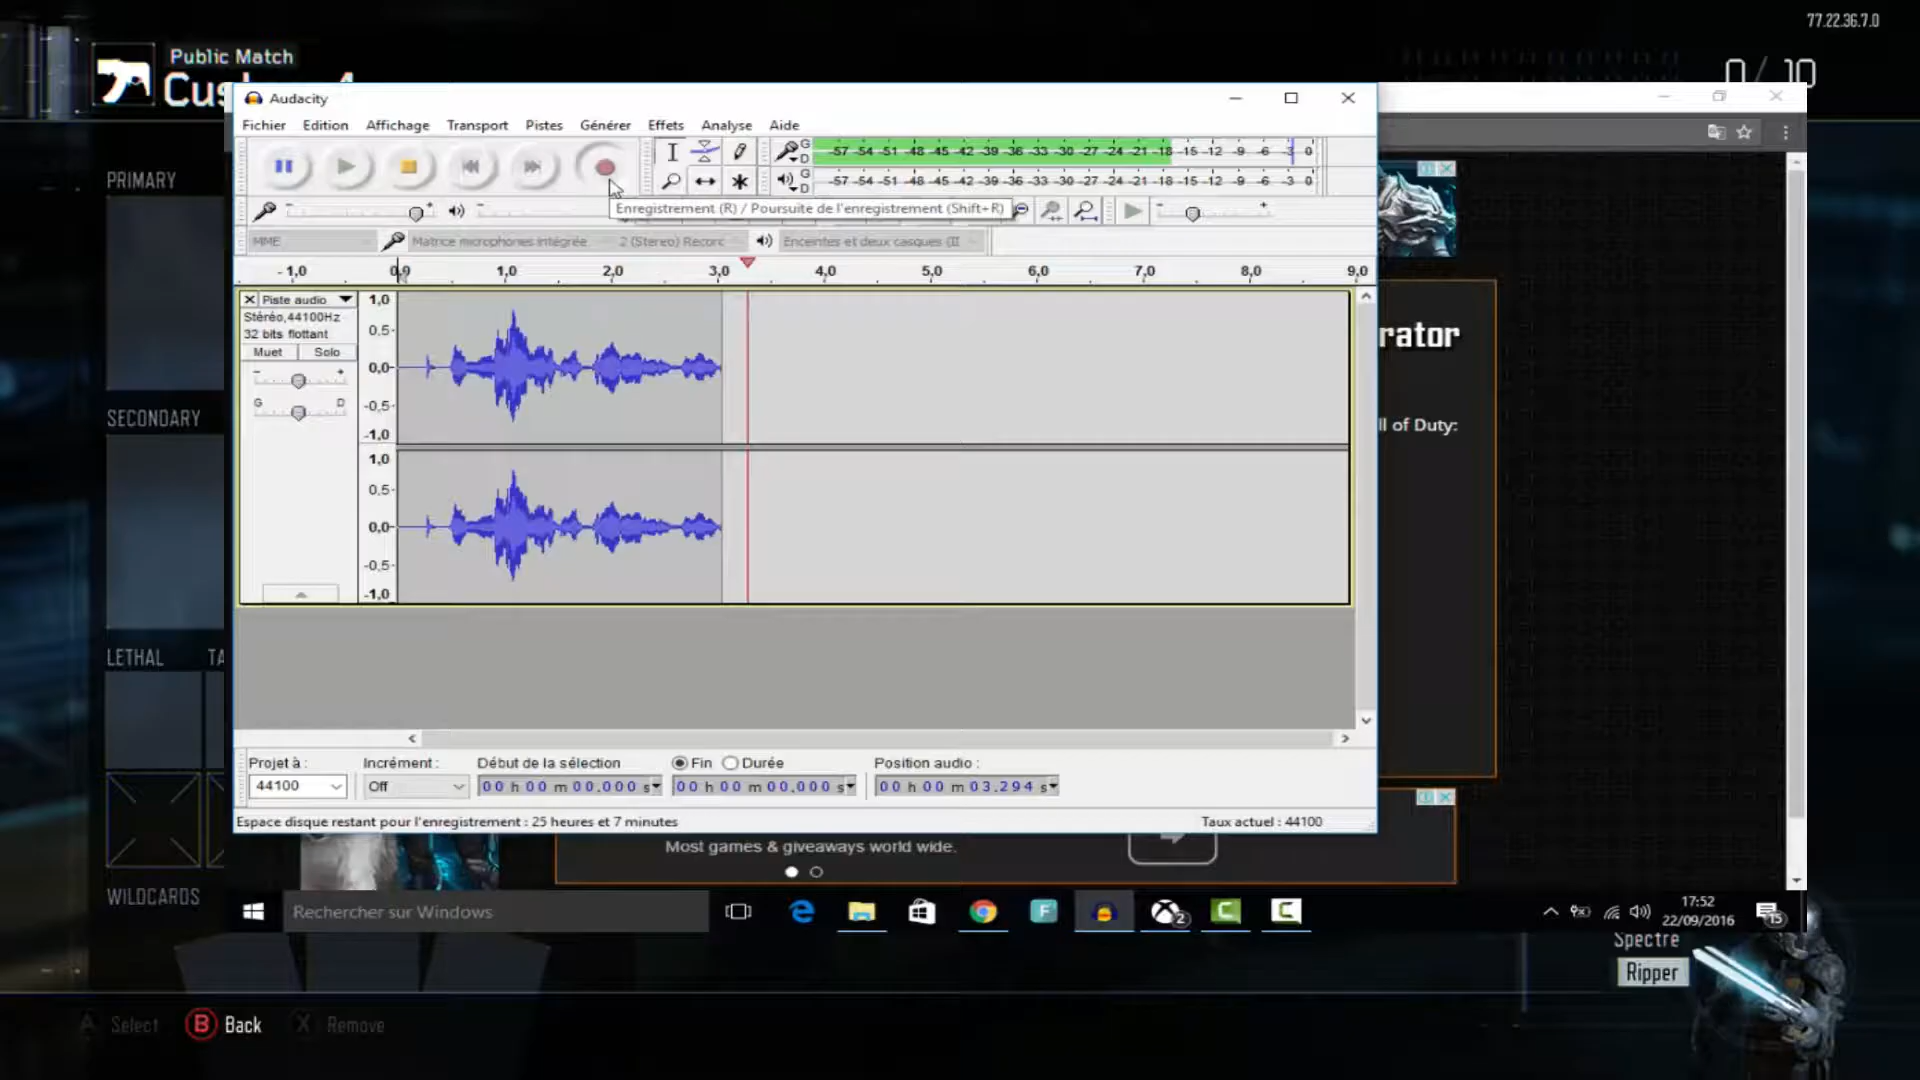 77.22.36.7.0
Public Match
Cus
0/ 10
Audacity
Fichier Edition Affichage Transport Pistes Générer Effets Analyse Aide
G
D
-57 -54 -51 -48 -45 -42 -39 -36 -33 -30 -27 -24 -21 -18 -15 -12 -9 -6 -3 0
G
D
-57 -54 -51 -48 -45 -42 -39 -36 -33 -30 -27 -24 -21 -18 -15 -12 -9 -6 -3 0
Enregistrement (R) / Poursuite de l'enregistrement (Shift+R)
MME Matrice microphones intégrée 2 (Stereo) Recorc Enceintes et deux casques (II
-1,0 0,0 1,0 2,0 3,0 4,0 5,0 6,0 7,0 8,0 9,0
Piste audio
Stéréo,44100Hz
32 bits flottant
Muet Solo
- +
G D
1,0
0,5-
0,0-
-0,5-
-1,0
1,0
0,5-
0,0-
-0,5-
-1,0
PRIMARY
SECONDARY
LETHAL TA
WILDCARDS
rator
ll of Duty:
Projet à : Incrément : Début de la sélection Fin Durée Position audio :
44100 Off 00 h 00 m 00.000 s 00 h 00 m 00.000 s 00 h 00 m 03.294 s
Espace disque restant pour l'enregistrement : 25 heures et 7 minutes Taux actuel : 44100
Most games & giveaways world wide.
Rechercher sur Windows
F
2
17:52
22/09/2016
15
Spectre
Ripper
A Select B Back X Remove